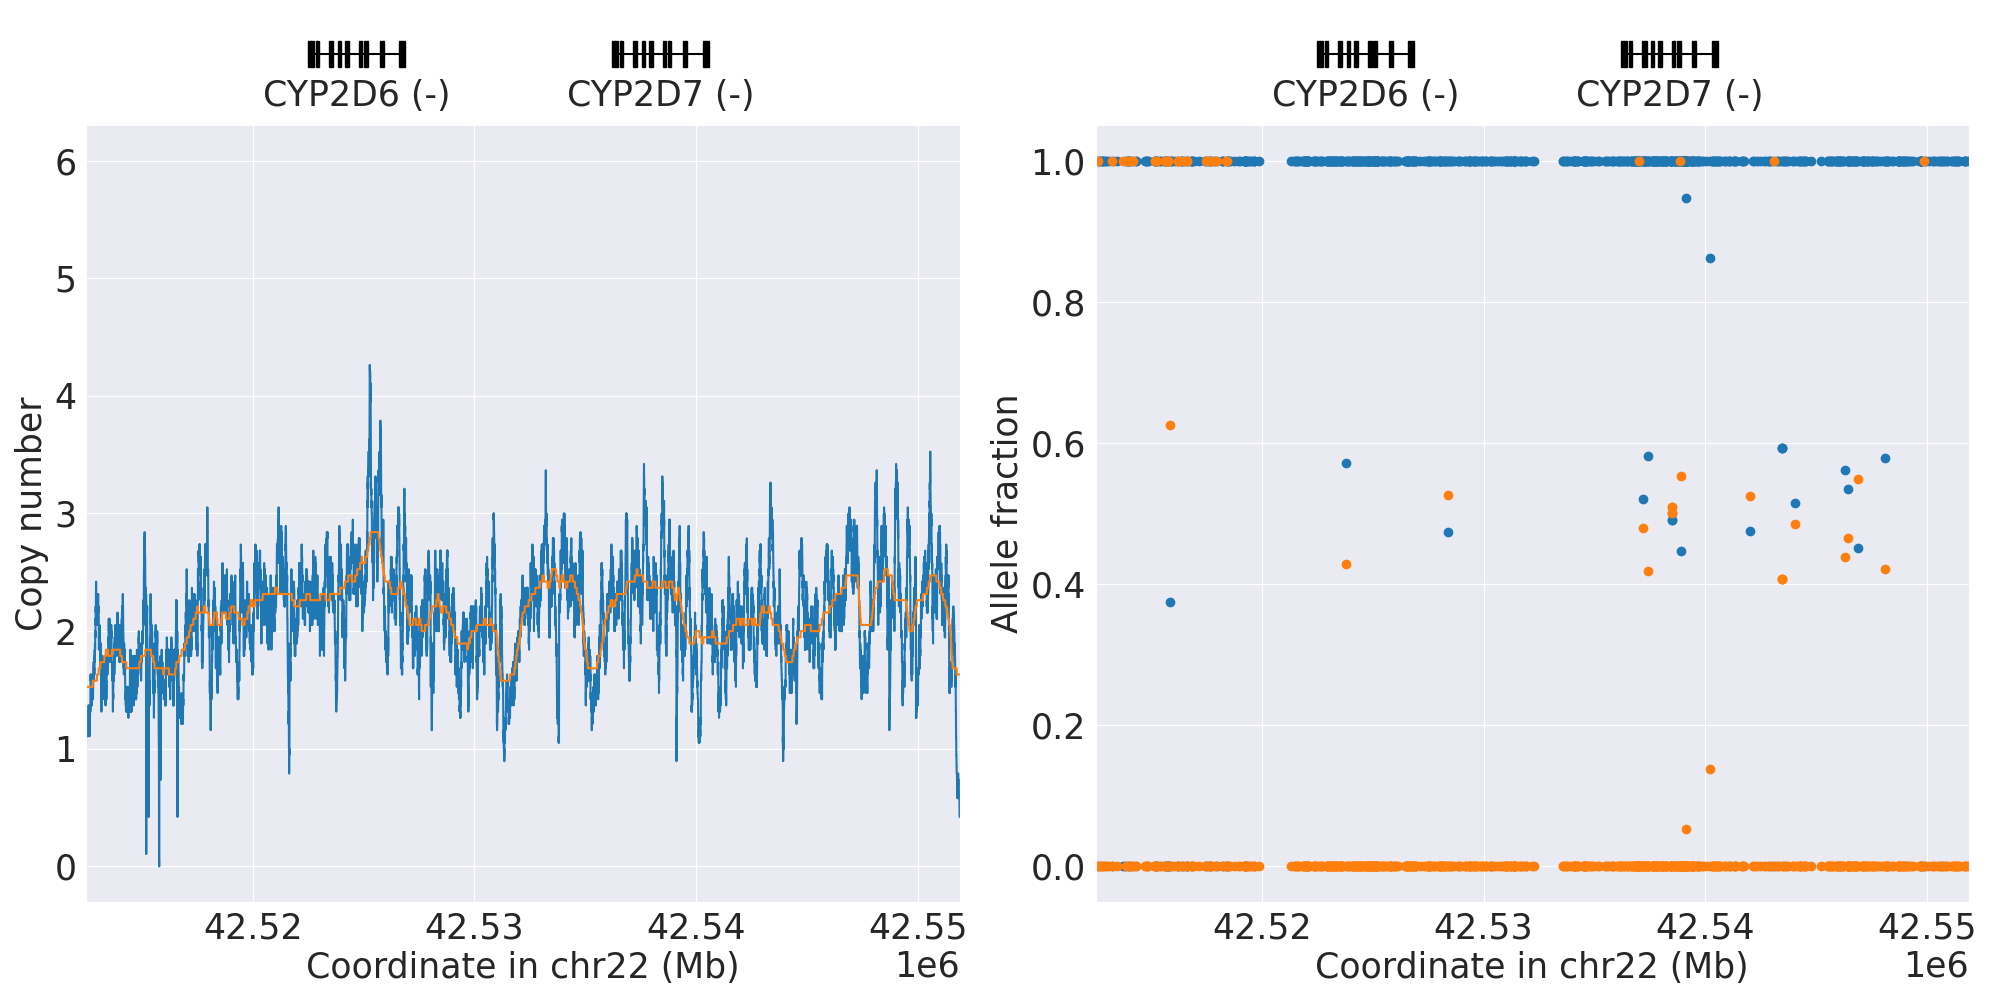 CYP2D6 (-) CYP2D7 (-)
CYP2D6 (-) CYP2D7 (-)
Copy number
6
5
4
3
2
1
0
42.52 42.53 42.54 42.55
1e6
Coordinate in chr22 (Mb)
Allele fraction
1.0
0.8
0.6
0.4
0.2
0.0
42.52 42.53 42.54 42.55
1e6
Coordinate in chr22 (Mb)